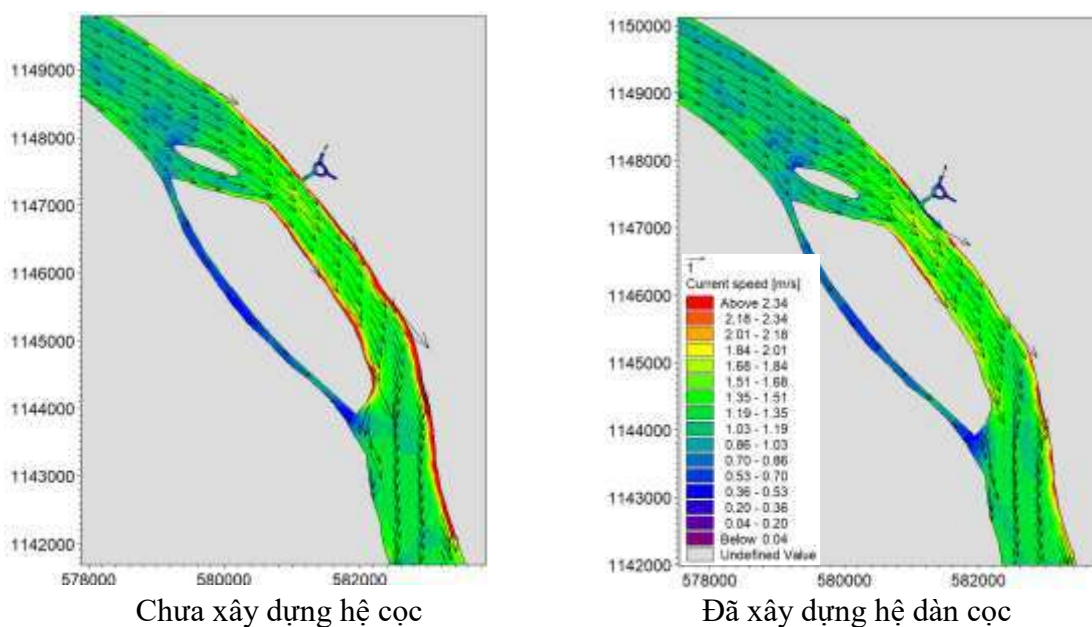 1149000
1148000
1147000
1146000
1145000
1144000
1143000
1142000
578000 580000 582000
Chưa xây dựng hệ cọc
1150000
1149000
1148000
1147000
1146000
1145000
1144000
1143000
1142000
1
Current speed [m/s]
Above 2.34
2.18 - 2.34
2.01 - 2.18
1.84 - 2.01
1.68 - 1.84
1.51 - 1.68
1.35 - 1.51
1.19 - 1.35
1.03 - 1.19
0.86 - 1.03
0.70 - 0.86
0.53 - 0.70
0.36 - 0.53
0.20 - 0.36
0.04 - 0.20
Below 0.04
Undefined Value
578000 580000 582000
Đã xây dựng hệ dàn cọc